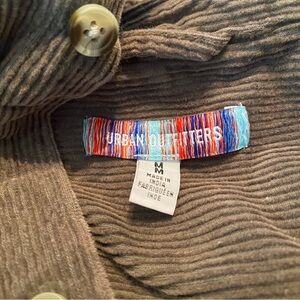 URBAN OUTFITTERS
M
M
MADE IN
INDIA
FABRIQUÉ EN
INDE